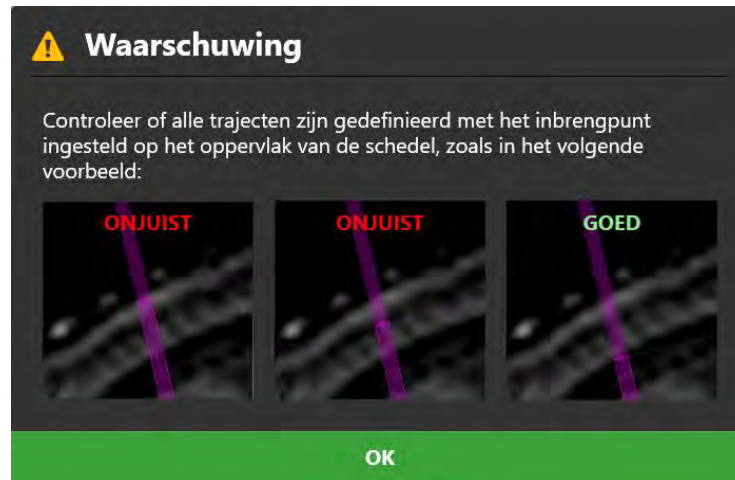 Waarschuwing
Controleer of alle trajecten zijn gedefinieerd met het inbrengpunt
ingesteld op het oppervlak van de schedel, zoals in het volgende
voorbeeld:
ONJUIST ONJUIST GOED
OK